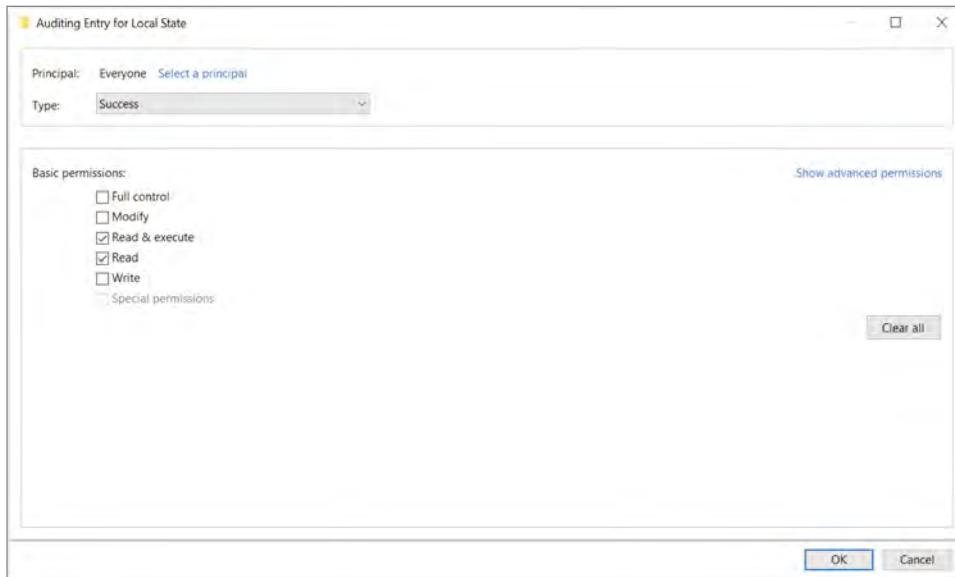 Auditing Entry for Local State
Principal: Everyone Select a principal
Type: Success
Basic permissions: Show advanced permissions
Full control
Modify
Read & execute
Read
Write
Special permissions
Clear all
OK Cancel